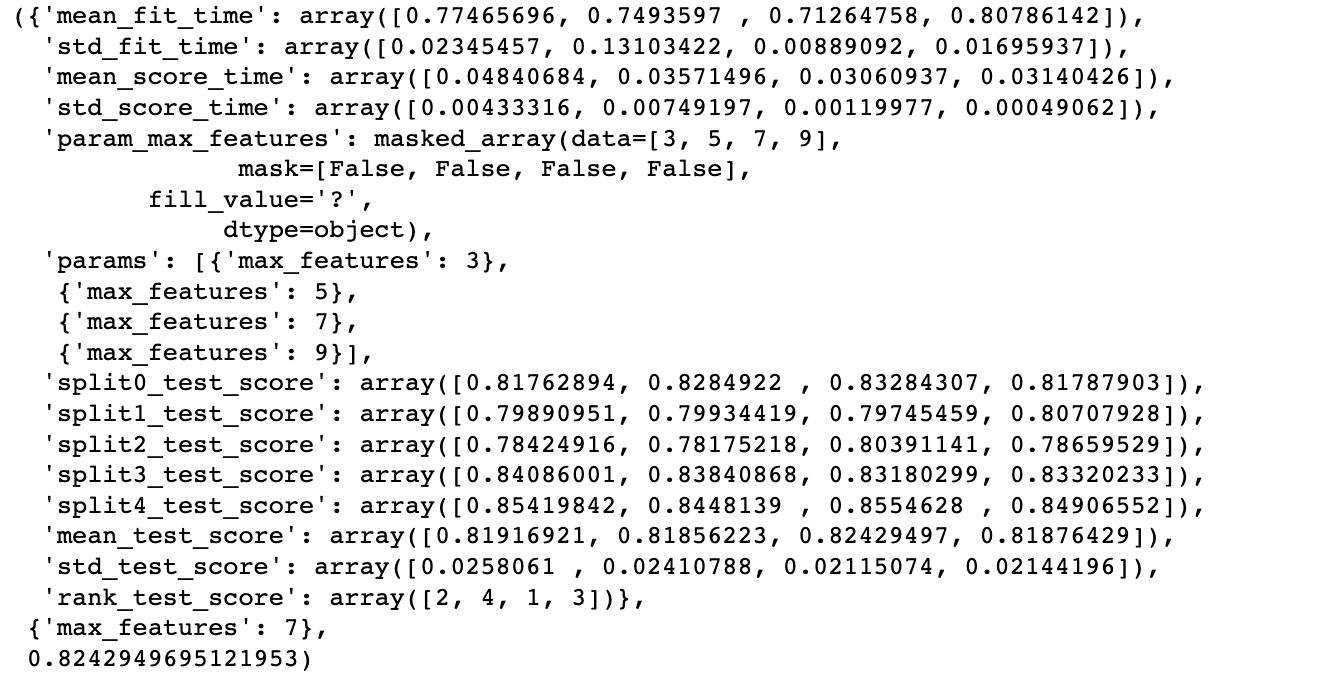 ({'mean_fit_time': array([0.77465696, 0.7493597 , 0.71264758, 0.80786142]),
'std_fit_time': array([0.02345457, 0.13103422, 0.00889092, 0.01695937]),
'mean_score_time': array([0.04840684, 0.03571496, 0.03060937, 0.03140426]),
'std_score_time': array([0.00433316, 0.00749197, 0.00119977, 0.00049062]),
'param_max_features': masked_array(data=[3, 5, 7, 9],
mask=[False, False, False, False],
fill_value='?',
dtype=object),
'params': [{'max_features': 3},
{'max_features': 5},
{'max_features': 7},
{'max_features': 9}],
'split0_test_score': array([0.81762894, 0.8284922 , 0.83284307, 0.81787903]),
'split1_test_score': array([0.79890951, 0.79934419, 0.79745459, 0.80707928]),
'split2_test_score': array([0.78424916, 0.78175218, 0.80391141, 0.78659529]),
'split3_test_score': array([0.84086001, 0.83840868, 0.83180299, 0.83320233]),
'split4_test_score': array([0.85419842, 0.8448139 , 0.8554628 , 0.84906552]),
'mean_test_score': array([0.81916921, 0.81856223, 0.82429497, 0.81876429]),
'std_test_score': array([0.0258061 , 0.02410788, 0.02115074, 0.02144196]),
'rank_test_score': array([2, 4, 1, 3])},
{'max_features': 7},
0.8242949695121953)